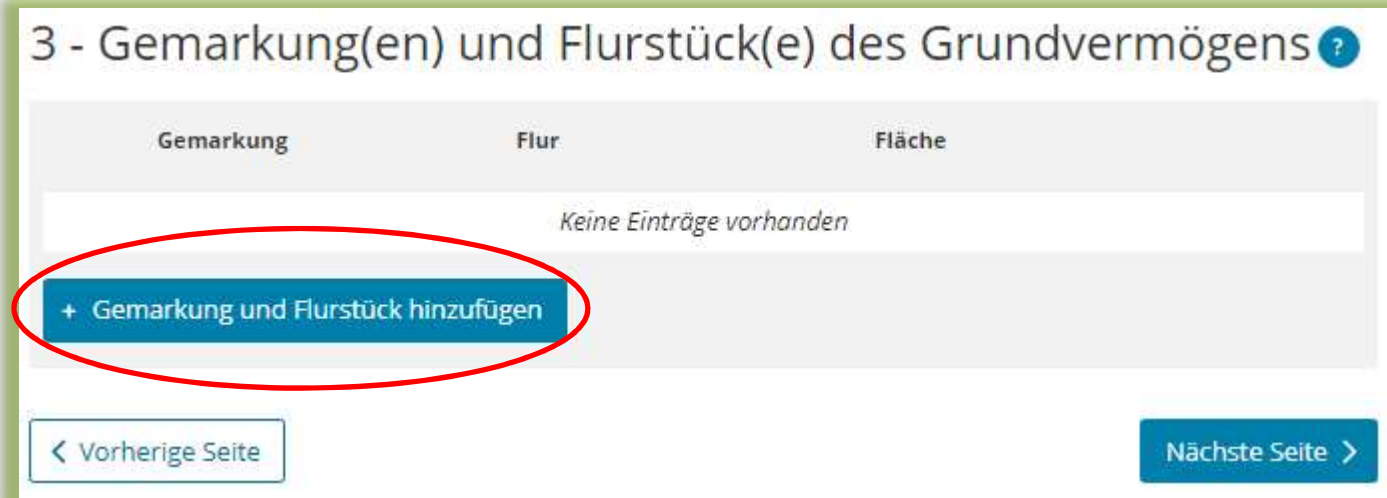 3 - Gemarkung(en) und Flurstück(e) des Grundvermögens ?
Gemarkung Flur Fläche
Keine Einträge vorhanden
+ Gemarkung und Flurstück hinzufügen
Vorherige Seite Nächste Seite